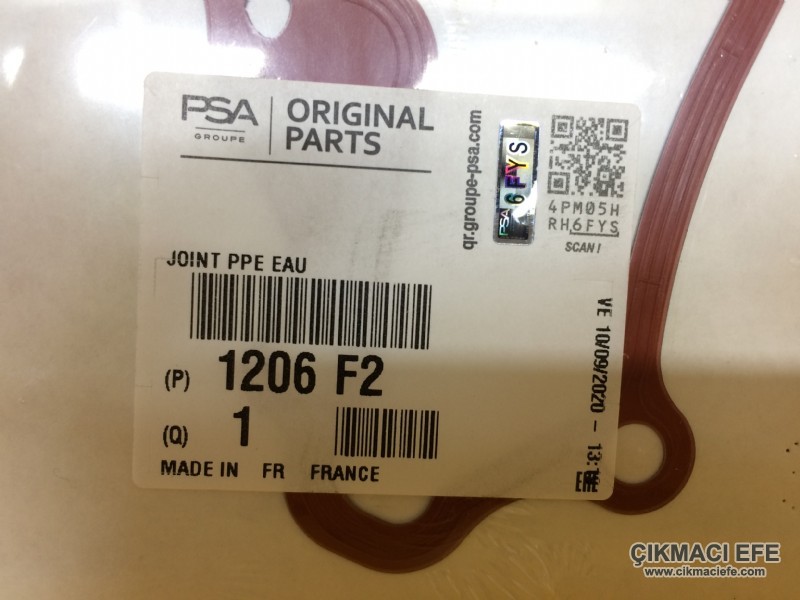 PSA
GROUPE
ORIGINAL
PARTS
qr.groupe-psa.com
PSA 6FYS
4PM05H
RH6FYS
SCAN!
JOINT PPE EAU
(P) 1206 F2
(Q) 1
MADE IN FR FRANCE
VE 10/09/2020 - 13:
ÇIKMACI EFE
www.cikmaciefe.com